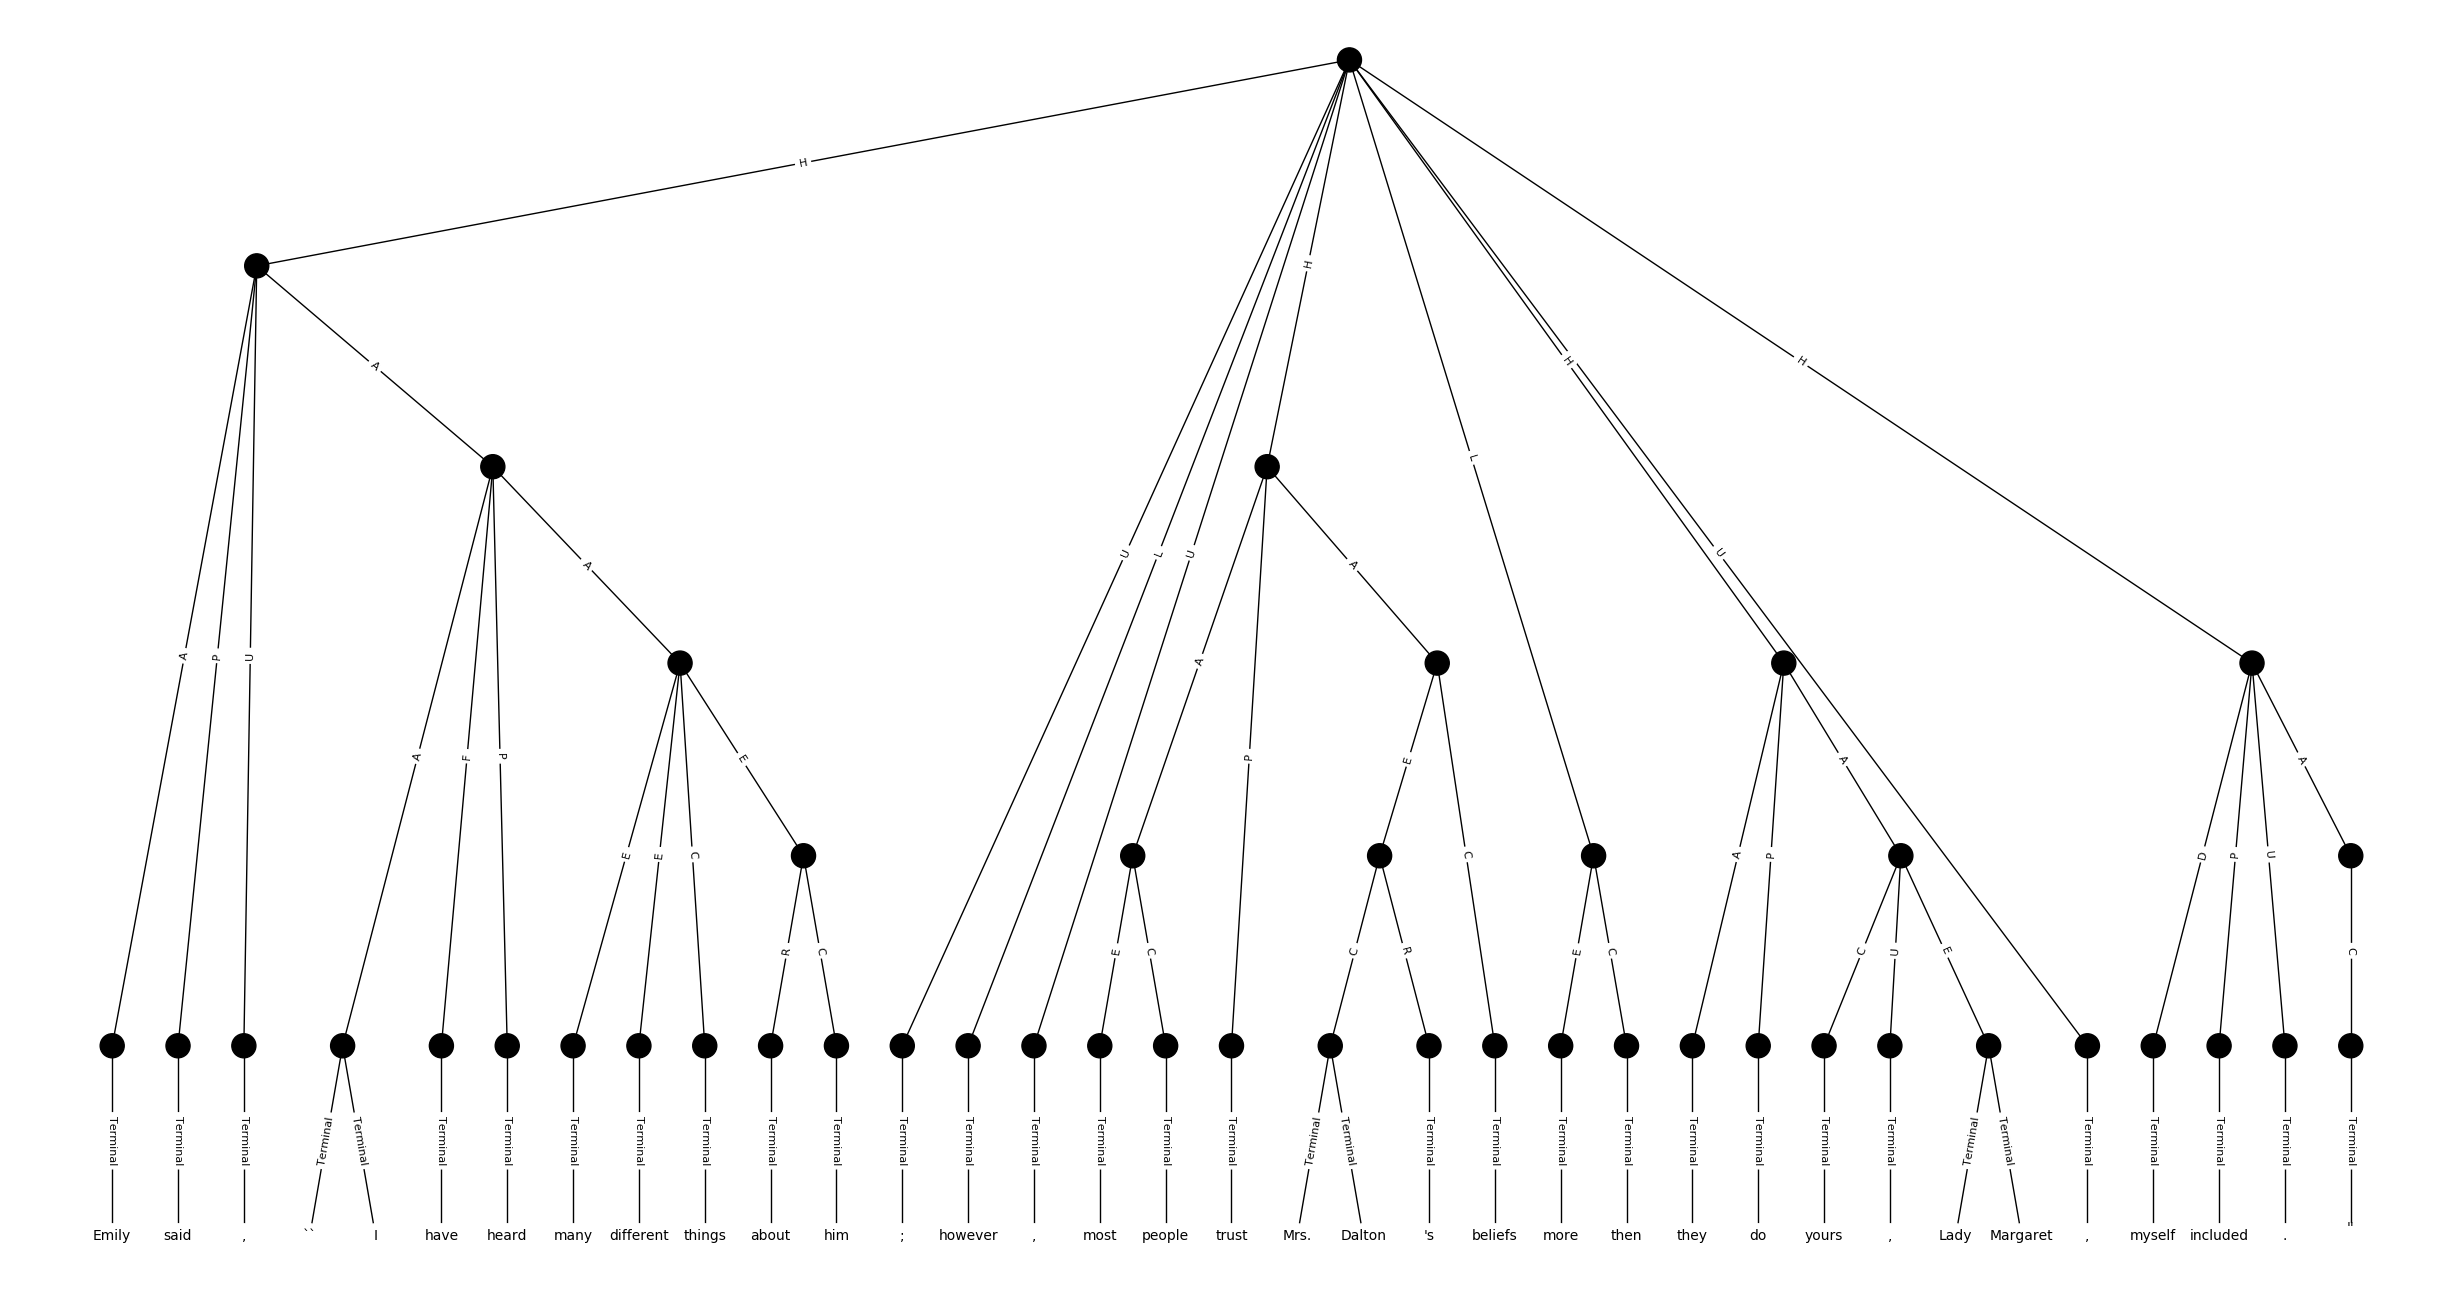 H
H
A
H
H
L
U
L
U
U
A
A
A
P
U
A
A
F
P
E
P
E
A
A
E
E
C
C
A
P
D
P
U
R
C
E
C
C
R
E
C
C
U
E
C
Terminal Terminal Terminal Terminal Terminal Terminal Terminal Terminal Terminal Terminal Terminal Terminal Terminal Terminal Terminal Terminal Terminal Terminal Terminal Terminal Terminal Terminal Terminal Terminal Terminal Terminal Terminal Terminal Terminal Terminal Terminal Terminal Terminal Terminal Terminal
Emily said , `` I have heard many different things about him ; however , most people trust Mrs. Dalton 's beliefs more then they do yours , Lady Margaret , myself included . "